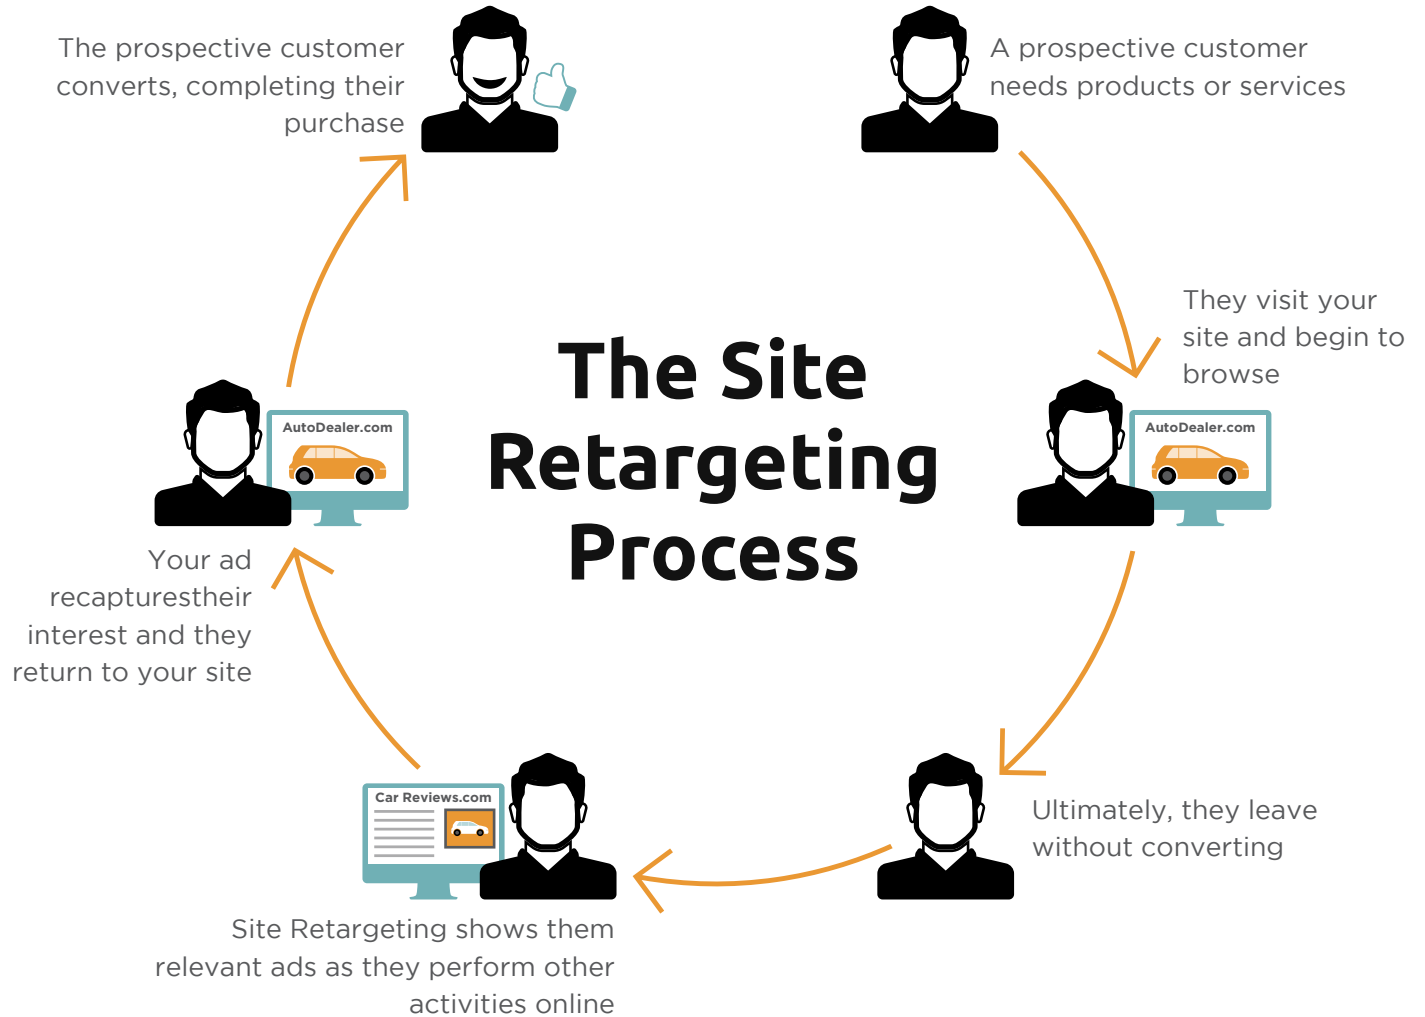 The Site
Retargeting
Process
A prospective customer
needs products or services
They visit your
site and begin to
browse
AutoDealer.com
Ultimately, they leave
without converting
Car Reviews.com
Site Retargeting shows them
relevant ads as they perform other
activities online
AutoDealer.com
Your ad
recapturestheir
interest and they
return to your site
The prospective customer
converts, completing their
purchase